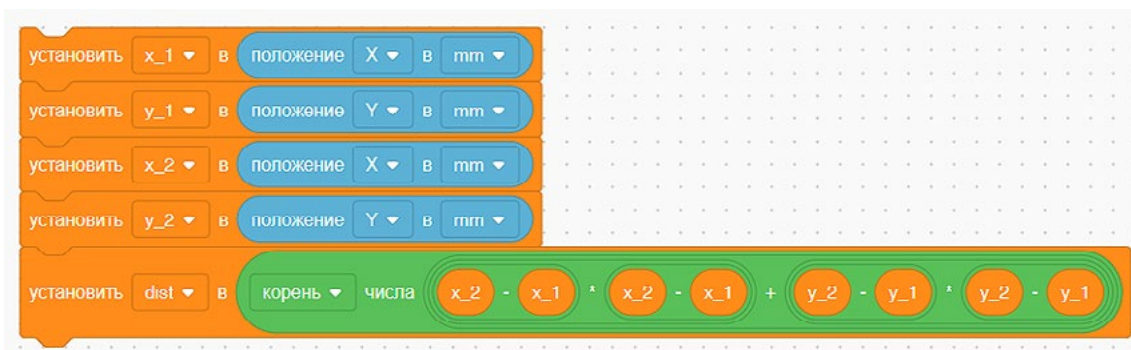 установить x_1 в положение X в mm
установить y_1 в положение Y в mm
установить x_2 в положение X в mm
установить y_2 в положение Y в mm
установить dist в корень числа x_2 - x_1 * x_2 - x_1 + y_2 - y_1 * y_2 - y_1